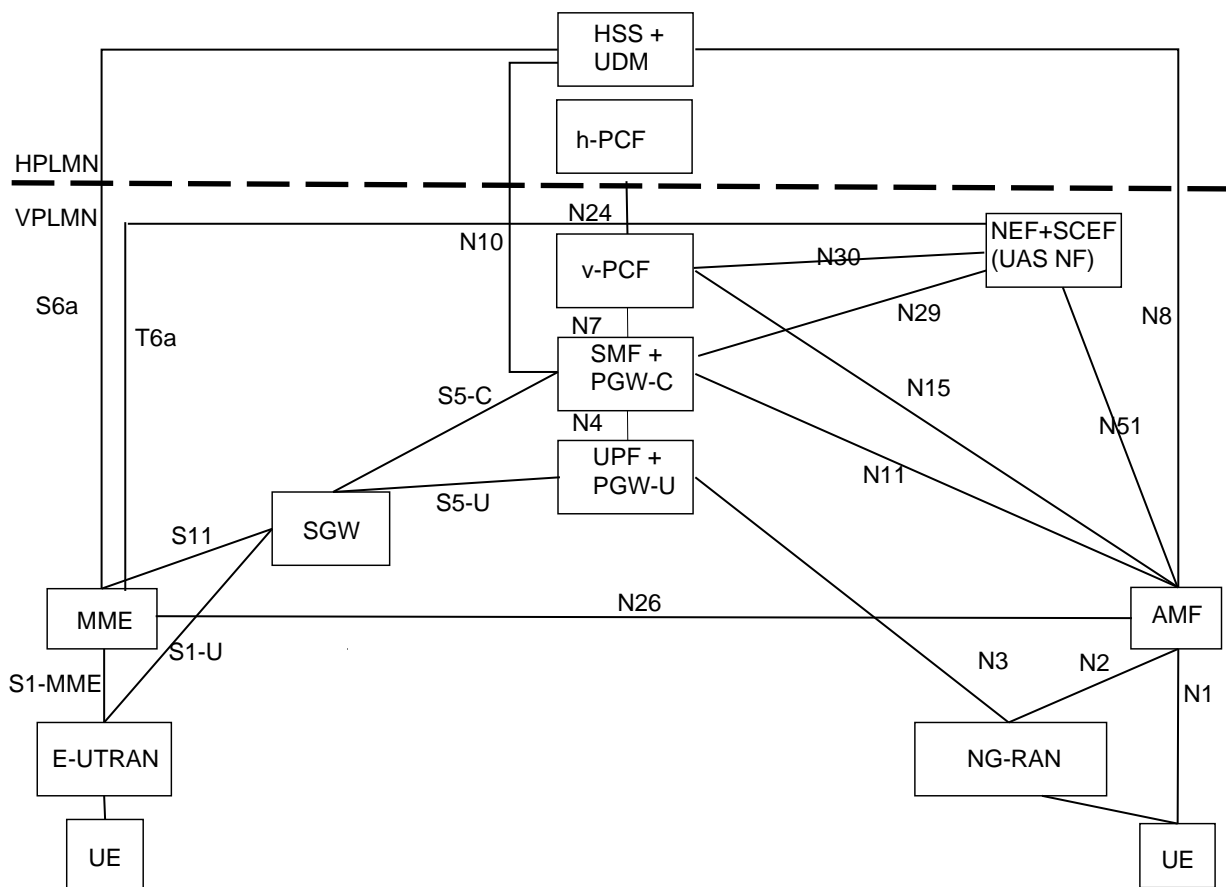 HSS +
UDM
h-PCF
HPLMN
VPLMN
N24
NEF+SCEF
(UAS NF)
N10
v-PCF
N30
S6a
T6a
N7
N29
N8
SMF +
PGW-C
S5-C
N15
N4
N51
UPF +
PGW-U
S5-U
N11
S11
SGW
MME
N26
AMF
S1-U
S1-MME
N3
N2
N1
E-UTRAN
NG-RAN
UE
UE